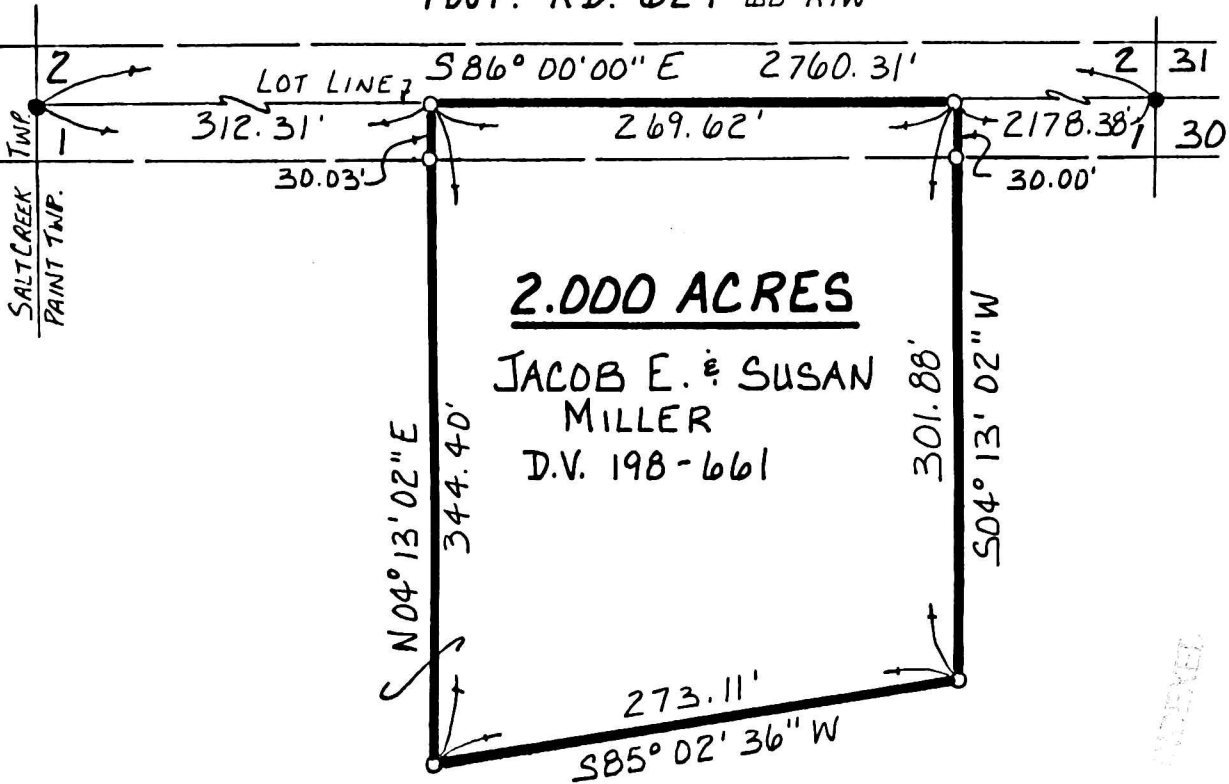 RD. 624 60' R/W
2
S86° 00'00" E 2760.31'
2 31
LOT LINE
312.31'
269.62'
2178.38'
1
1 30
30.03'
30.00'
SALTCREEK TWP.
PAINT TWP.
2.000 ACRES
JACOB E. & SUSAN
MILLER
D.V. 198-661
N04° 13' 02" E
344.40'
301.88'
S04° 13' 02" W
273.11'
S85° 02' 36" W